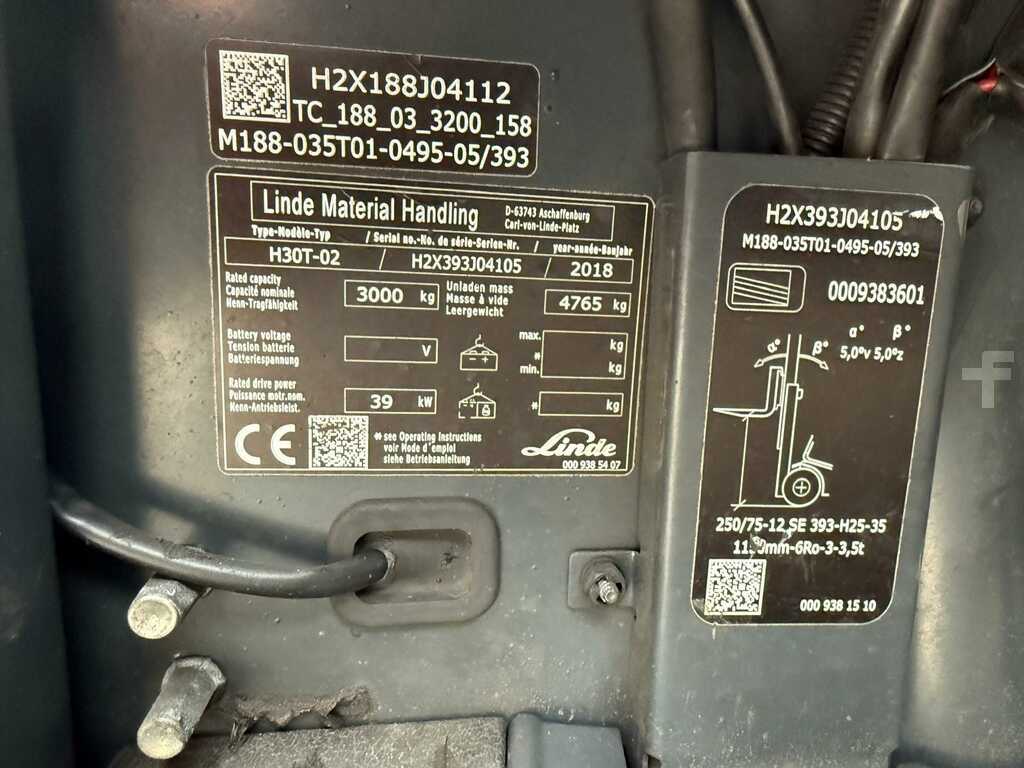 H2X188J04112
TC_188_03_3200_158
M188-035T01-0495-05/393
Linde Material Handling
D-63743 Aschaffenburg
Carl-von-Linde-Platz
Type-Modèle-Typ / Serial no.-No. de série-Serien-Nr. / year-année-Baujahr
H30T-02 / H2X393J04105 / 2018
Rated capacity
Capacité nominale
Nenn-Tragfähigkeit
3000 kg
Unladen mass
Masse à vide
Leergewicht
4765 kg
Battery voltage
Tension batterie
Batteriespannung
V
max.
kg
*
min.
kg
Rated drive power
Puissance motr.nom.
Nenn-Antriebsleist.
39 kW
*
kg
CE
* see Operating Instructions
voir Mode d´emploi
siehe Betriebsanleitung
Linde
000 938 54 07
H2X393J04105
M188-035T01-0495-05/393
0009383601
α° β°
5,0°v 5,0°z
α° β°
250/75-12 SE 393-H25-35
mm-6Ro-3-3,5t
000 938 15 10
f